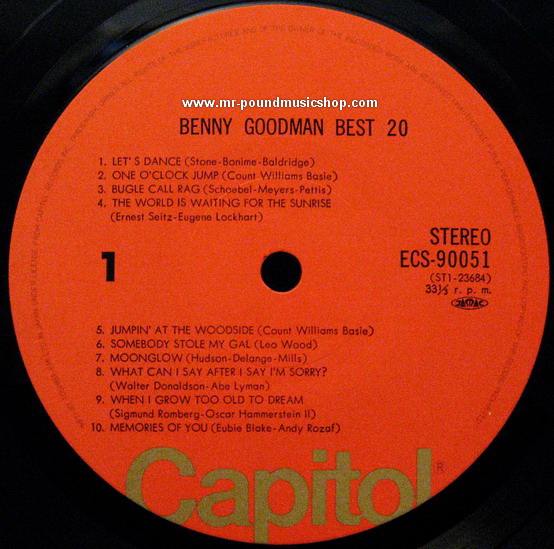 www.mr-poundmusicshop.com
BENNY GOODMAN BEST 20
1. LET'S DANCE (Stone-Bonime-Baldridge)
2. ONE O'CLOCK JUMP (Count Williams Basie)
3. BUGLE CALL RAG (Schoebel-Meyers-Pettis)
4. THE WORLD IS WAITING FOR THE SUNRISE
(Ernest Seitz-Eugene Lockhart)
1
STEREO
ECS-90051
(ST1-23684)
33⅓ r. p. m.
JASRAC
5. JUMPIN' AT THE WOODSIDE (Count Williams Basie)
6. SOMEBODY STOLE MY GAL (Leo Wood)
7. MOONGLOW (Hudson-Delange-Mills)
8. WHAT CAN I SAY AFTER I SAY I'M SORRY?
(Walter Donaldson-Abe Lyman)
9. WHEN I GROW TOO OLD TO DREAM
(Sigmund Romberg-Oscar Hammerstein II)
10. MEMORIES OF YOU (Eubie Blake-Andy Rozaf)
Capitol®